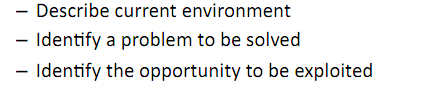 – Describe current environment
– Identify a problem to be solved
– Identify the opportunity to be exploited